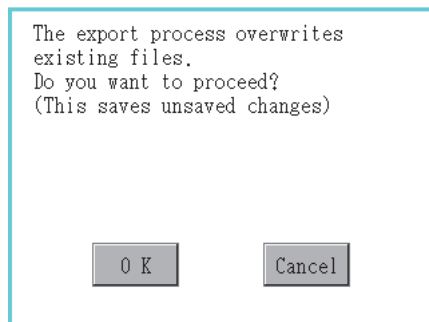 The export process overwrites
existing files.
Do you want to proceed?
(This saves unsaved changes)
O K
Cancel